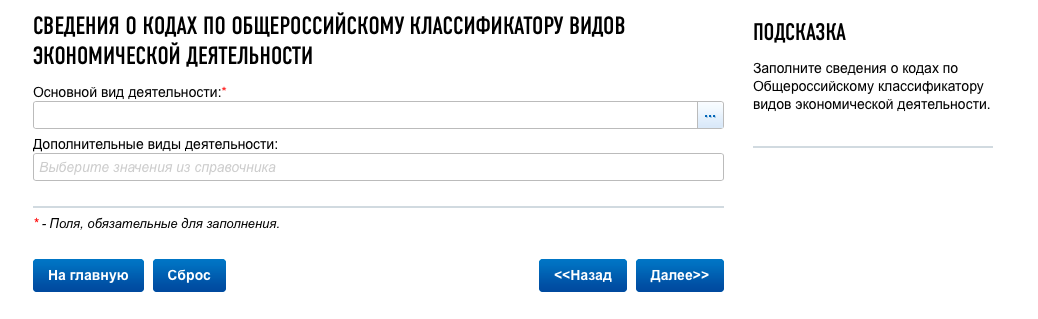 СВЕДЕНИЯ О КОДАХ ПО ОБЩЕРОССИЙСКОМУ КЛАССИФИКАТОРУ ВИДОВ
ЭКОНОМИЧЕСКОЙ ДЕЯТЕЛЬНОСТИ
Основной вид деятельности:*
...
Дополнительные виды деятельности:
Выберите значения из справочника
* - Поля, обязательные для заполнения.
На главную
Сброс
<<Назад
Далее>>
ПОДСКАЗКА
Заполните сведения о кодах по
Общероссийскому классификатору
видов экономической деятельности.